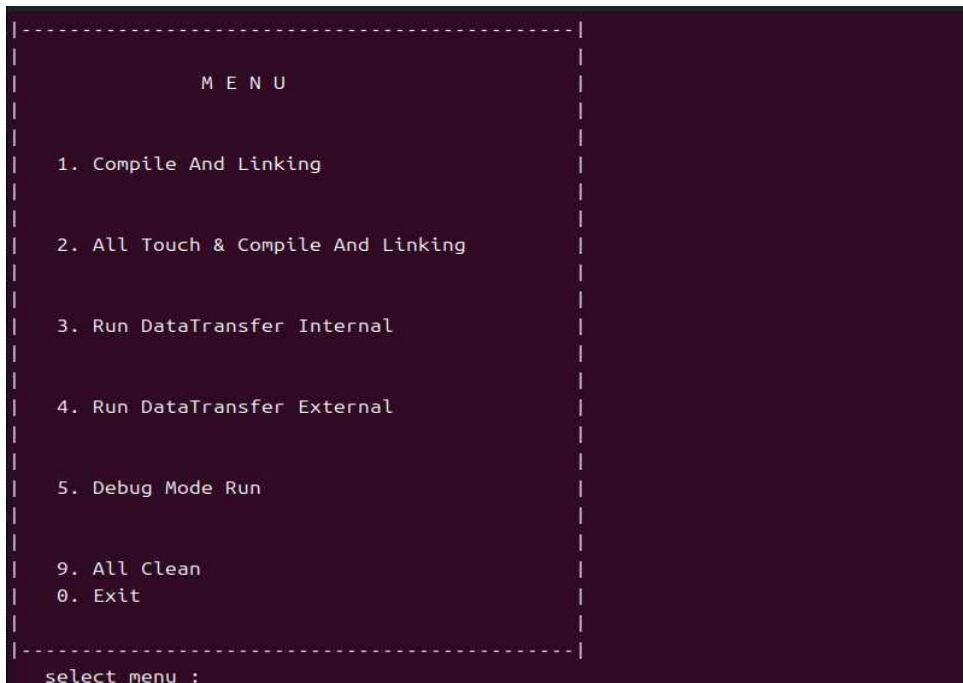 |----------------------------------------------|
M E N U
1. Compile And Linking
2. All Touch & Compile And Linking
3. Run DataTransfer Internal
4. Run DataTransfer External
5. Debug Mode Run
9. All Clean
0. Exit
|----------------------------------------------|
select menu :